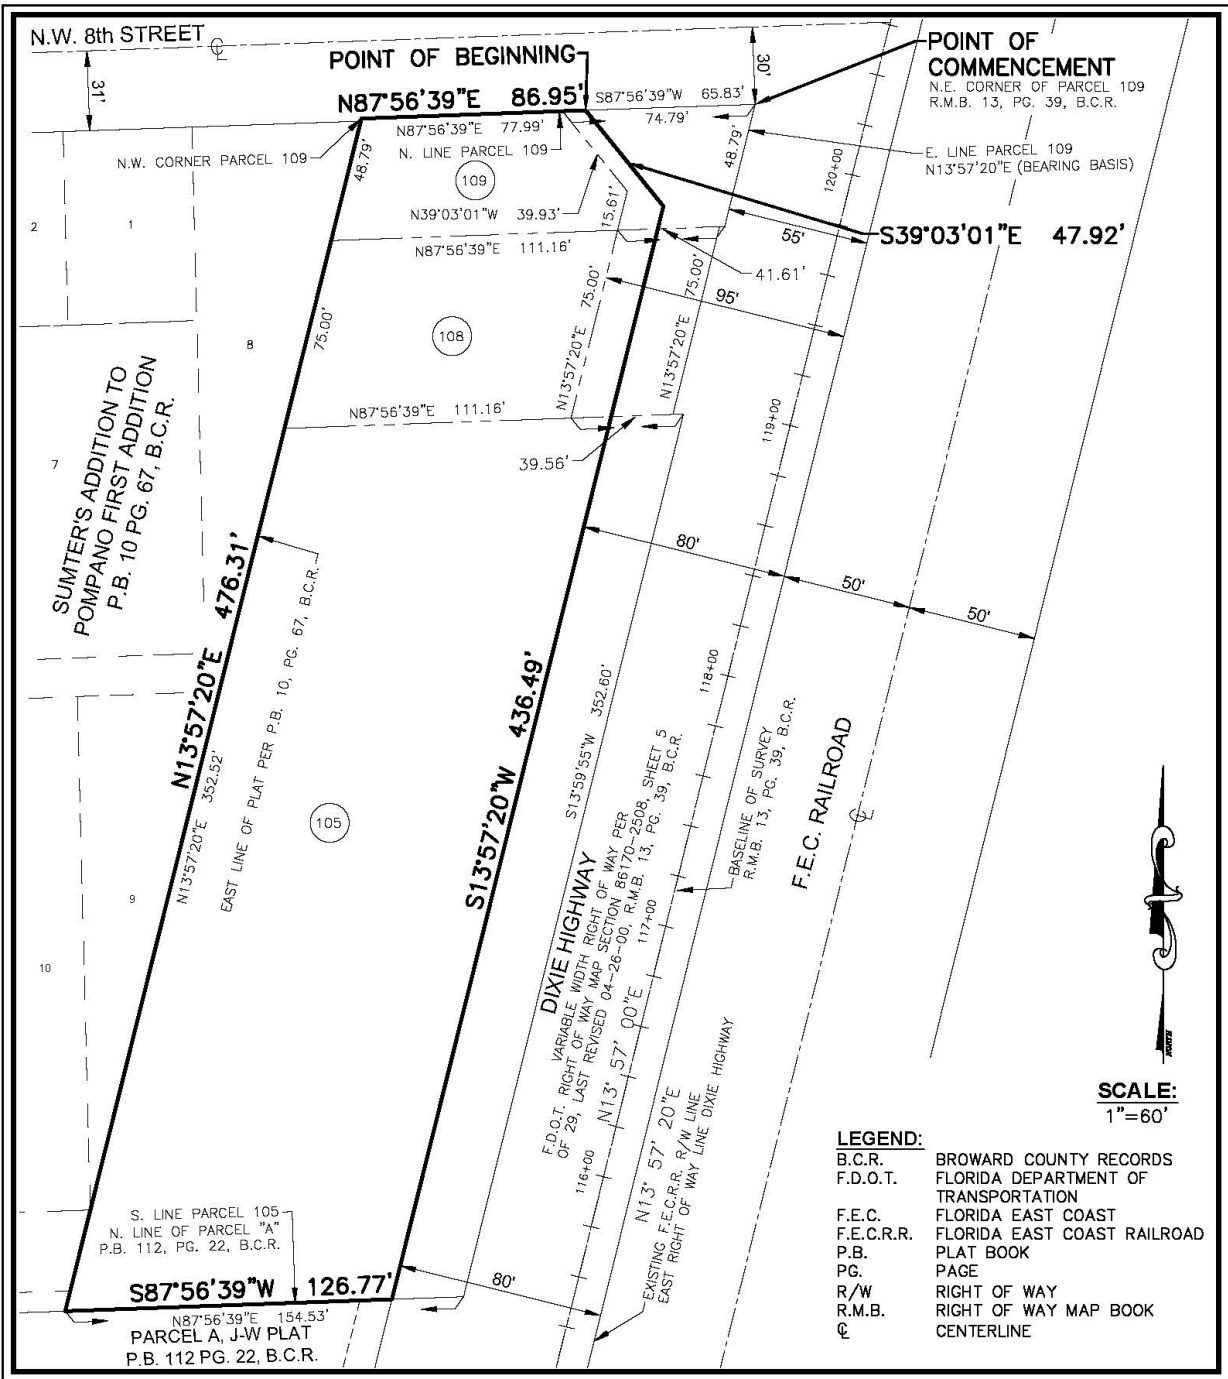 N.W. 8th STREET
℄
31'
30'
POINT OF BEGINNING
POINT OF
COMMENCEMENT
N.E. CORNER OF PARCEL 109
R.M.B. 13, PG. 39, B.C.R.
N87°56'39"E 86.95'
S87°56'39"W 65.83'
N87°56'39"E 77.99'
74.79'
N.W. CORNER PARCEL 109
N. LINE PARCEL 109
48.79'
48.79'
E. LINE PARCEL 109
N13°57'20"E (BEARING BASIS)
120+00
109
N39°03'01"W 39.93'
15.61'
S39°03'01"E 47.92'
2
1
N87°56'39"E 111.16'
55'
41.61'
75.00'
N13°57'20"E 75.00'
N13°57'20"E 75.00'
95'
8
108
N87°56'39"E 111.16'
39.56'
119+00
SUMTER'S ADDITION TO
POMPANO FIRST ADDITION
P.B. 10 PG. 67, B.C.R.
7
80'
50'
50'
N13°57'20"E 476.31'
N13°57'20"E 352.52'
EAST LINE OF PLAT PER P.B. 10, PG. 67, B.C.R.
S13°57'20"W 436.49'
S13°59'55"W 352.60'
118+00
105
9
10
DIXIE HIGHWAY
VARIABLE WIDTH RIGHT OF WAY PER
F.D.O.T. RIGHT OF WAY MAP SECTION 86170-2508, SHEET 5
OF 29, LAST REVISED 04-26-00, R.M.B. 13, PG. 39, B.C.R.
BASELINE OF SURVEY
R.M.B. 13, PG. 39, B.C.R.
F.E.C. RAILROAD
℄
117+00
N13° 57' 00"E
116+00
N13° 57' 20"E
EXISTING F.E.C.R.R. R/W LINE
EAST RIGHT OF WAY LINE DIXIE HIGHWAY
NORTH
SCALE:
1"=60'
S. LINE PARCEL 105
N. LINE OF PARCEL "A"
P.B. 112, PG. 22, B.C.R.
S87°56'39"W 126.77'
80'
N87°56'39"E 154.53'
PARCEL A, J-W PLAT
P.B. 112 PG. 22, B.C.R.
LEGEND:
B.C.R. BROWARD COUNTY RECORDS
F.D.O.T. FLORIDA DEPARTMENT OF
TRANSPORTATION
F.E.C. FLORIDA EAST COAST
F.E.C.R.R. FLORIDA EAST COAST RAILROAD
P.B. PLAT BOOK
PG. PAGE
R/W RIGHT OF WAY
R.M.B. RIGHT OF WAY MAP BOOK
℄ CENTERLINE